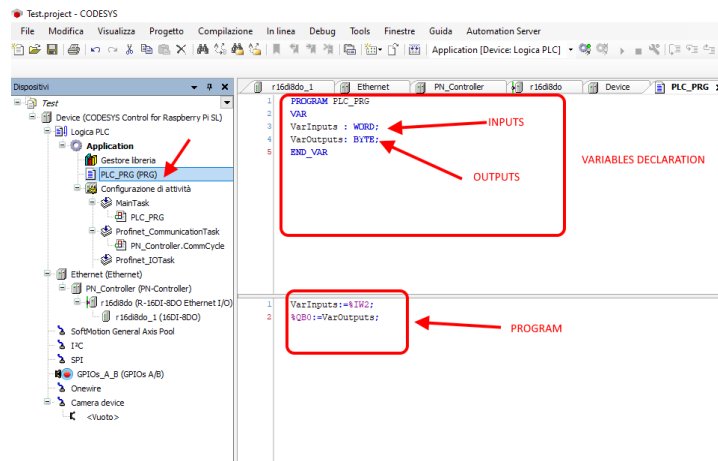 Test.project - CODESYS
File Modifica Visualizza Progetto Compilazione In linea Debug Tools Finestre Guida Automation Server
Application [Device: Logica PLC]
Dispositivi
r16di8do_1 Ethernet PN_Controller r16di8do Device PLC_PRG
Test
Device (CODESYS Control for Raspberry Pi SL)
Logica PLC
Application
Gestore libreria
PLC_PRG (PRG)
Configurazione di attività
MainTask
PLC_PRG
Profinet_CommunicationTask
PN_Controller.CommCycle
Profinet_IOTask
Ethernet (Ethernet)
PN_Controller (PN-Controller)
r16di8do (R-16DI-8DO Ethernet I/O)
r16di8do_1 (16DI-8DO)
SoftMotion General Axis Pool
I²C
SPI
GPIOs_A_B (GPIOs A/B)
Onewire
Camera device
<Vuoto>
1 PROGRAM PLC_PRG
2 VAR
3 VarInputs : WORD;
4 VarOutputs: BYTE;
5 END_VAR
INPUTS
OUTPUTS
VARIABLES DECLARATION
1 VarInputs:=%IW2;
2 %QB0:=VarOutputs;
PROGRAM